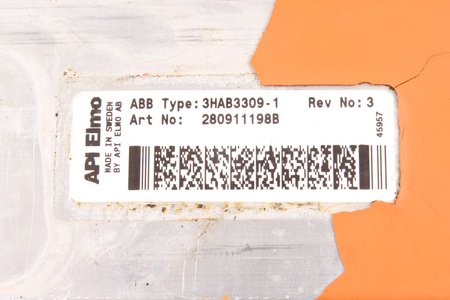 API Elmo
MADE IN SWEDEN
BY API ELMO AB
ABB Type: 3HAB3309-1 Rev No: 3
Art No: 280911198B
45957